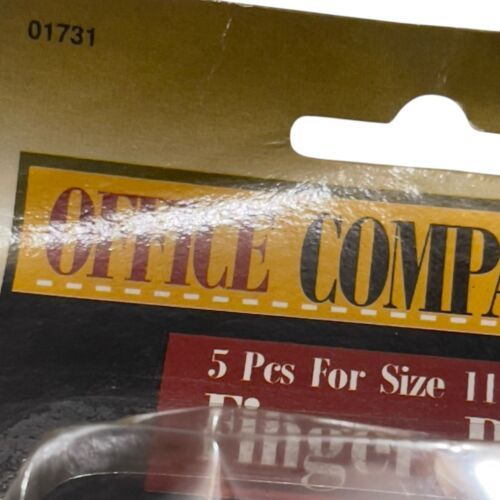 01731
OFFICE COMPA
5 Pcs For Size 11
Finger